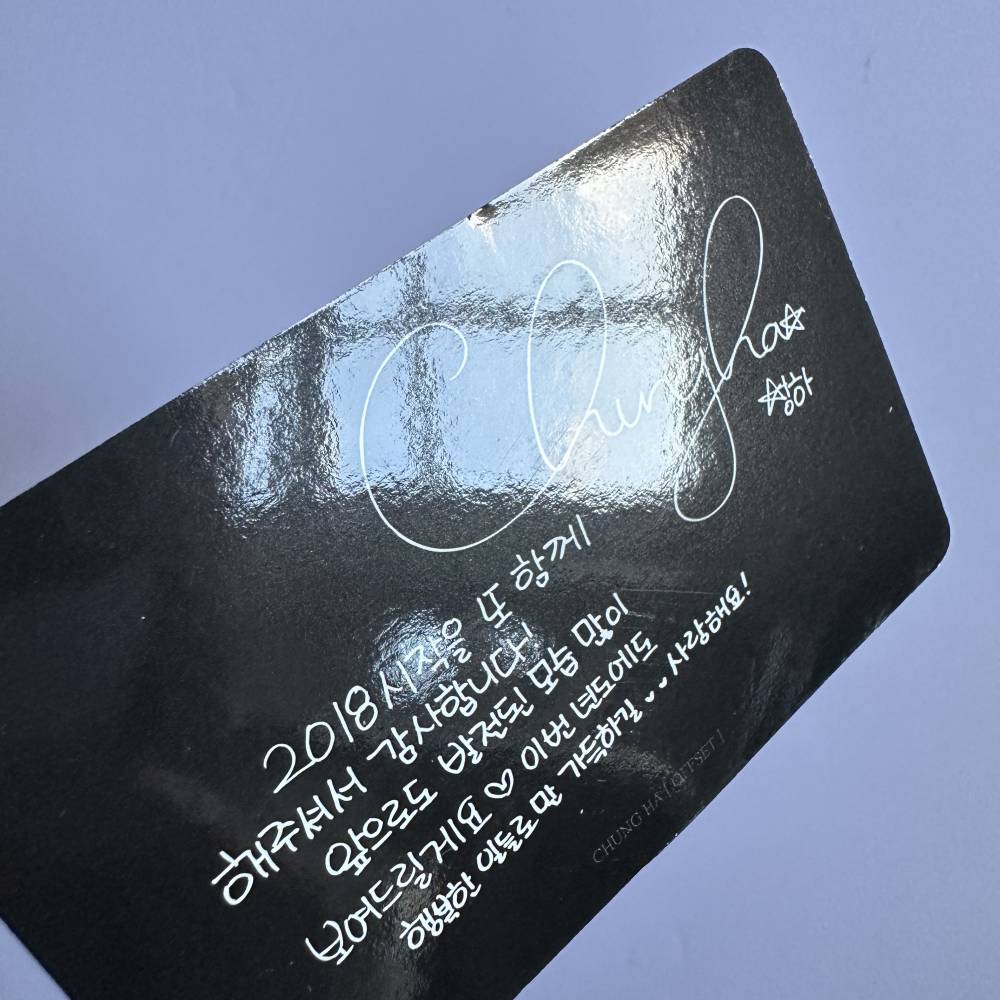 Chungha☆
☆청하
2018 시작을 또 함께
해주셔서 감사합니다!
앞으로도 발전된 모습 많이
보여드릴게요♡ 이번 년도에도
행복한 일들로만 가득하길.. 사랑해요!
CHUNG HA [OFFSET]